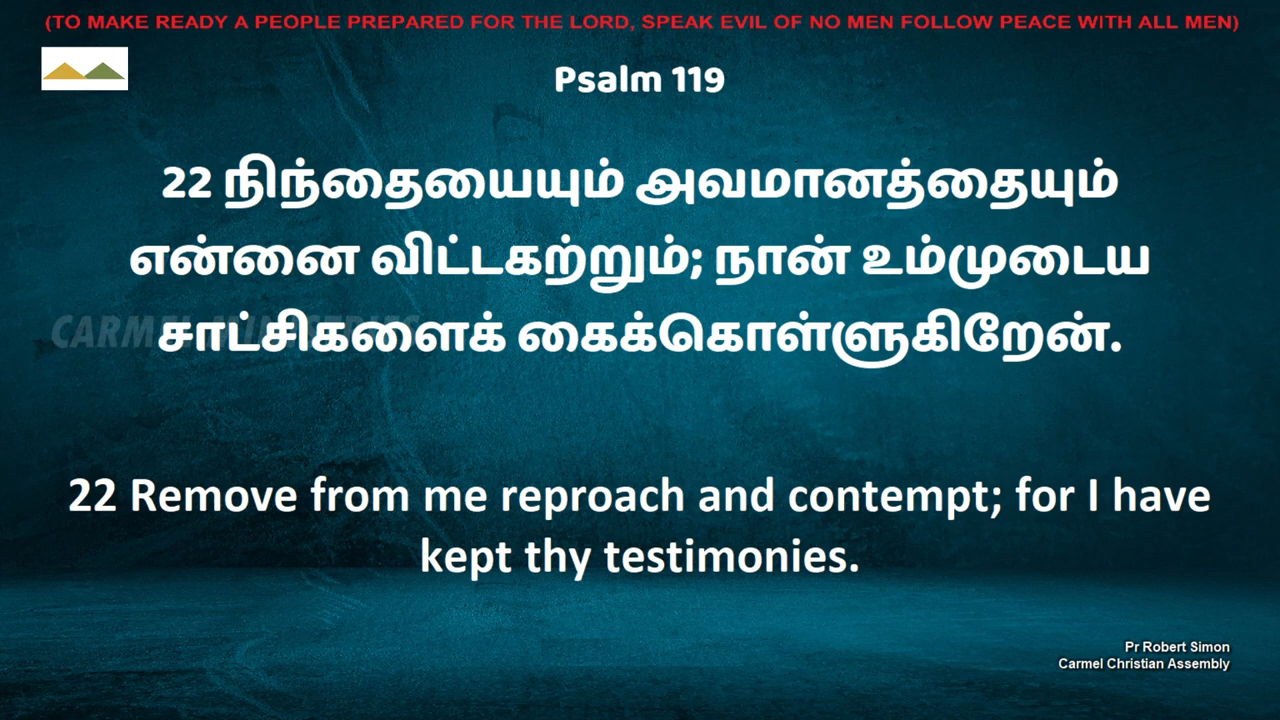 (TO MAKE READY A PEOPLE PREPARED FOR THE LORD, SPEAK EVIL OF NO MEN FOLLOW PEACE WITH ALL MEN)
Psalm 119
22 நிந்தையையும் அவமானத்தையும்
என்னை விட்டகற்றும்; நான் உம்முடைய
CARMEL MINISTRIES
சாட்சிகளைக் கைக்கொள்ளுகிறேன்.
22 Remove from me reproach and contempt; for I have
kept thy testimonies.
Pr Robert Simon
Carmel Christian Assembly